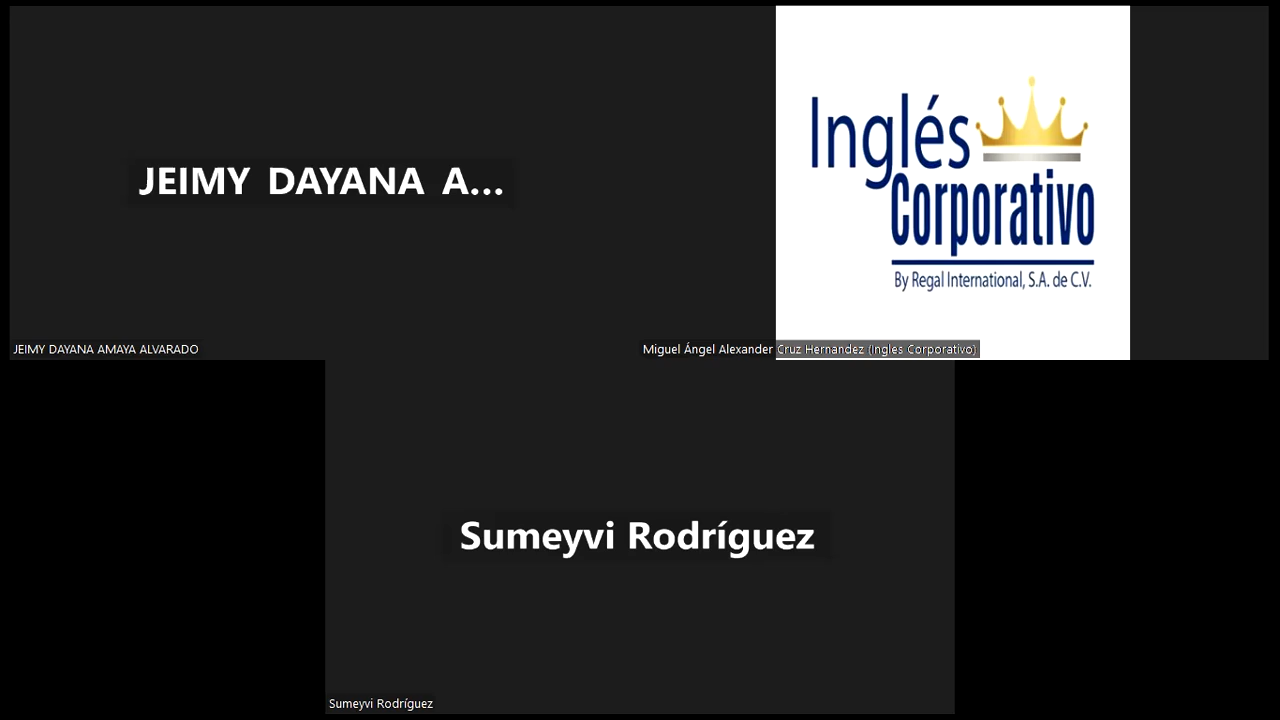 JEIMY DAYANA A...
Inglés
Corporativo
By Regal International, S.A. de C.V.
JEIMY DAYANA AMAYA ALVARADO
Miguel Ángel Alexander Cruz Hernandez (Ingles Corporativo)
Sumeyvi Rodríguez
Sumeyvi Rodríguez